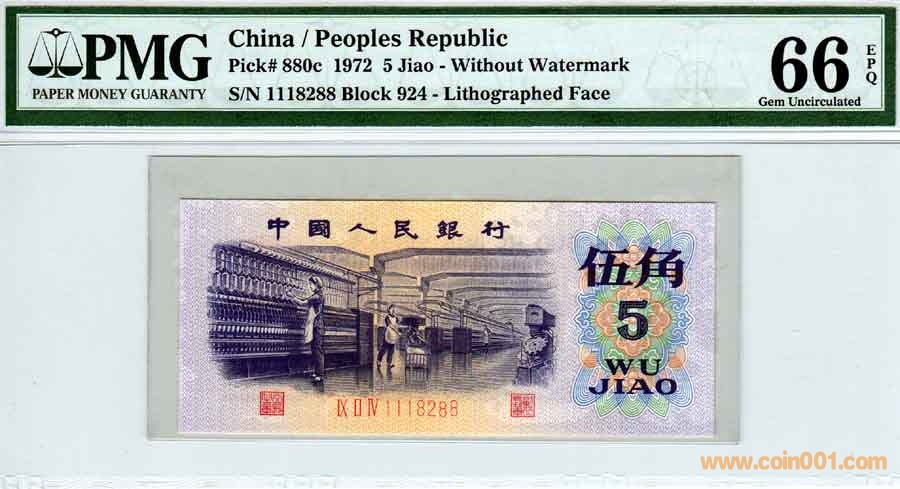 PMG
PAPER MONEY GUARANTY
China / Peoples Republic
Pick# 880c 1972 5 Jiao - Without Watermark
S/N 1118288 Block 924 - Lithographed Face
66
EPQ
Gem Uncirculated
中國人民銀行
伍角
5
WU
JIAO
IX II IV 1118288
www.coin001.com